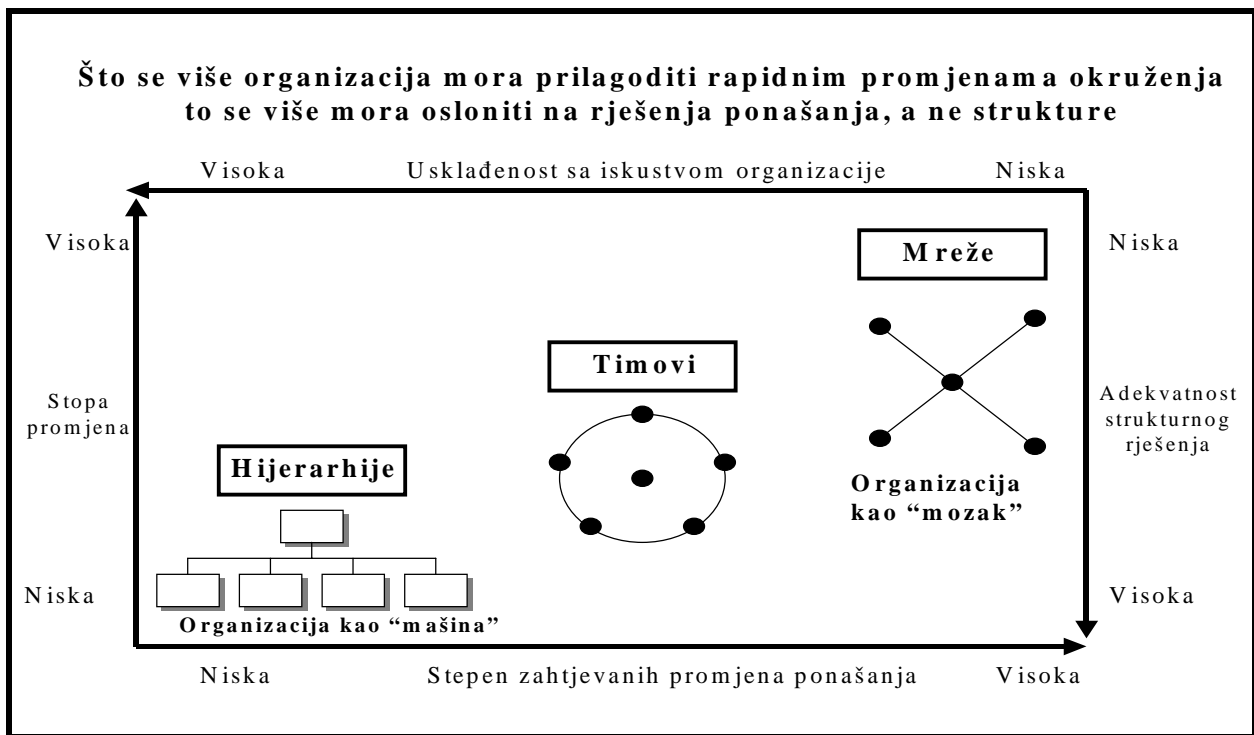 Što se više organizacija mora prilagoditi rapidnim promjenama okruženja
to se više mora osloniti na rješenja ponašanja, a ne strukture
Visoka Usklađenost sa iskustvom organizacije Niska
Visoka
Niska
Mreže
Timovi
Stopa
promjena
Adekvatnost
strukturnog
rješenja
Hijerarhije
Organizacija
kao “mozak”
Niska
Visoka
Organizacija kao “mašina”
Niska Stepen zahtjevanih promjena ponašanja Visoka